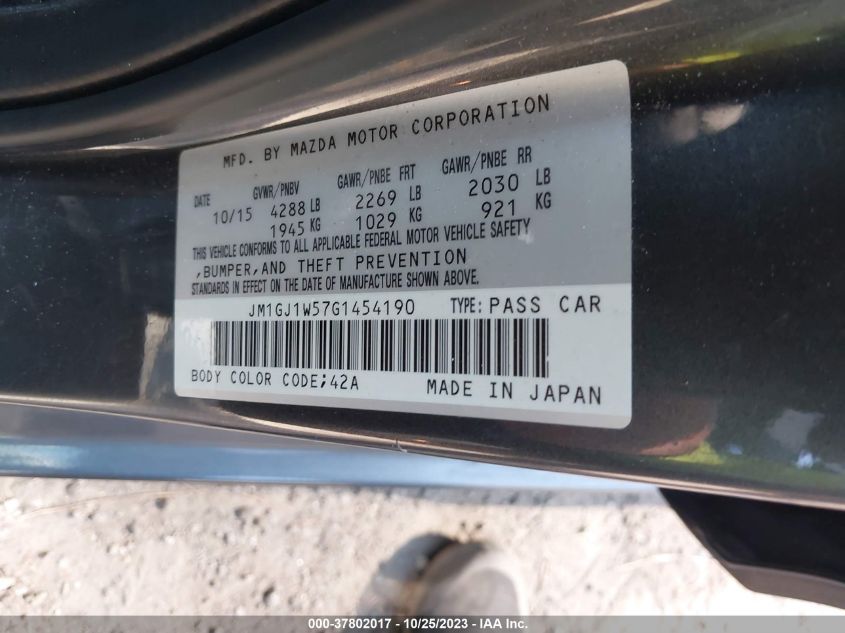 MFD. BY MAZDA MOTOR CORPORATION
DATE GVWR/PNBV GAWR/PNBE FRT GAWR/PNBE RR
10/15 4288 LB 2269 LB 2030 LB
1945 KG 1029 KG 921 KG
THIS VEHICLE CONFORMS TO ALL APPLICABLE FEDERAL MOTOR VEHICLE SAFETY
,BUMPER,AND THEFT PREVENTION
STANDARDS IN EFFECT ON THE DATE OF MANUFACTURE SHOWN ABOVE.
JM1GJ1W57G1454190 TYPE: PASS CAR
BODY COLOR CODE;42A MADE IN JAPAN
000-37802017 - 10/25/2023 - IAA Inc.